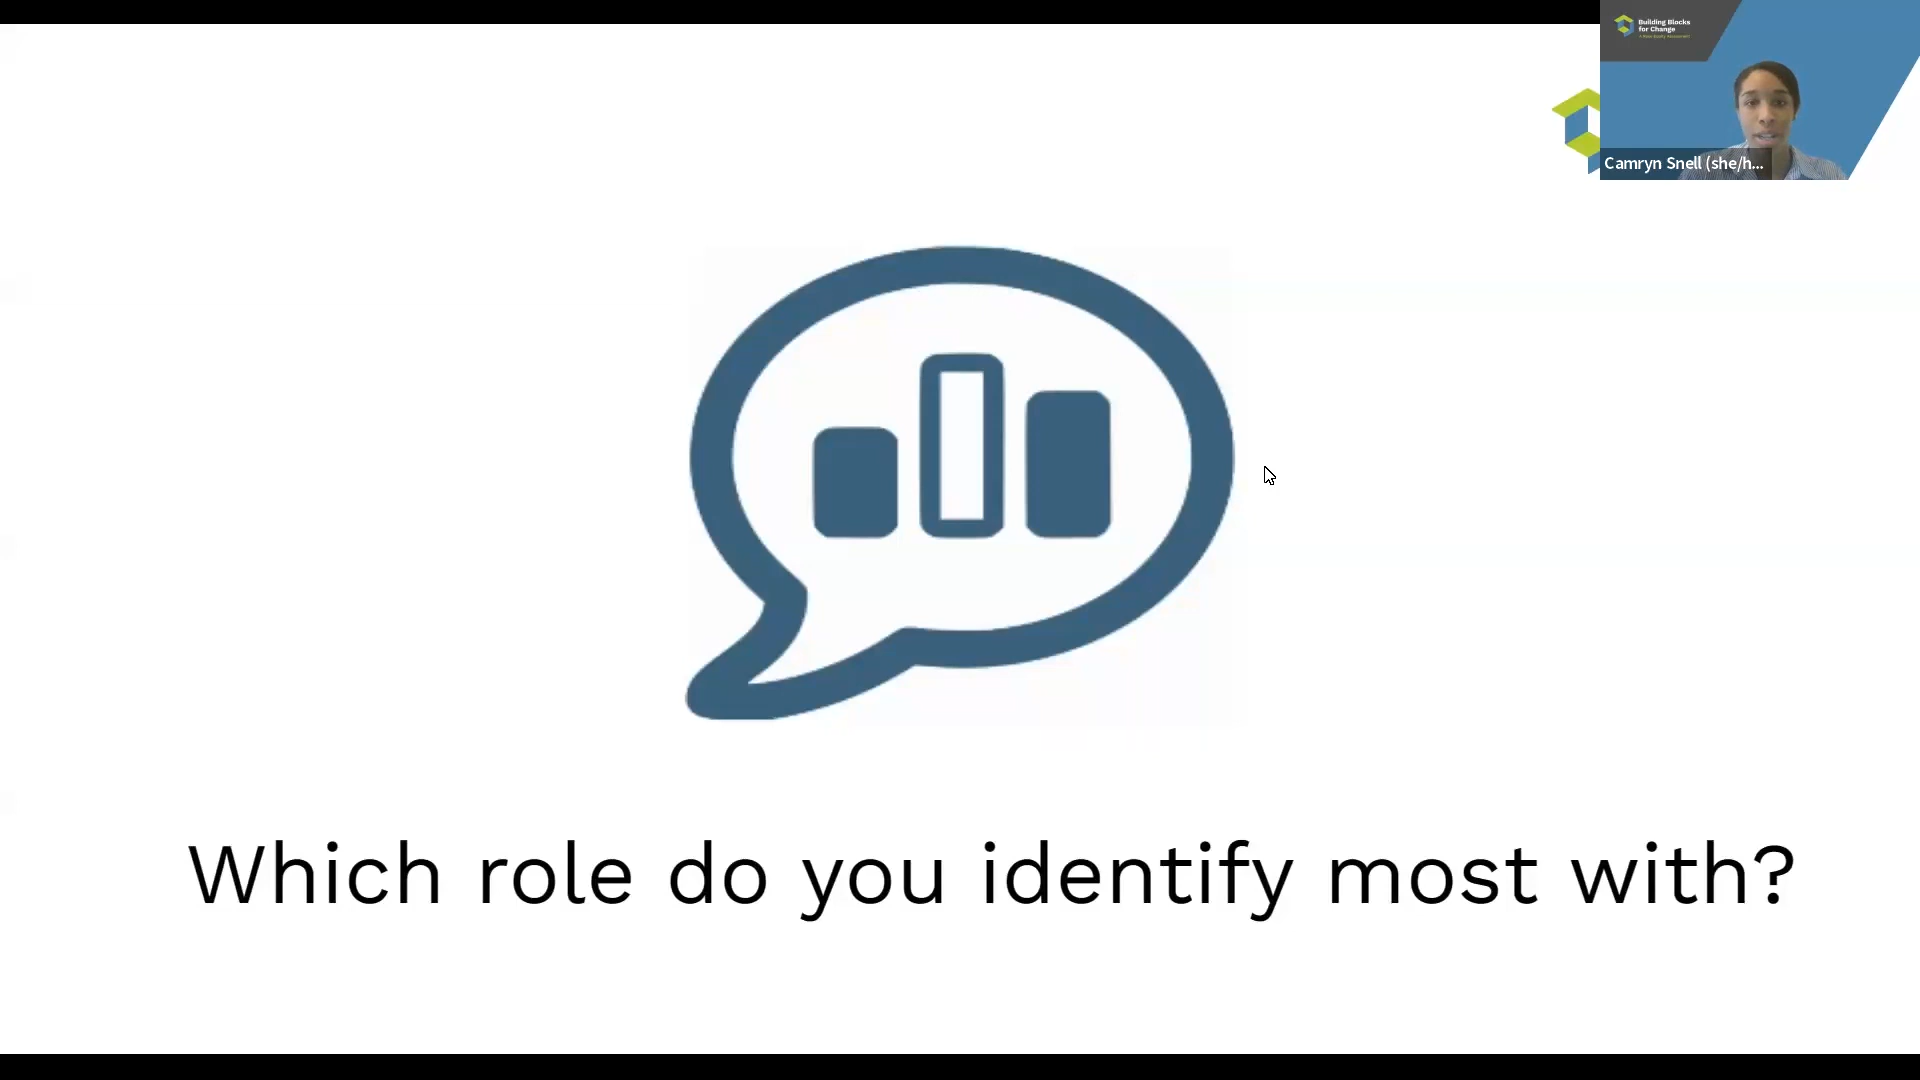 Building Blocks
for Change
Camryn Snell (she/h...
Which role do you identify most with?